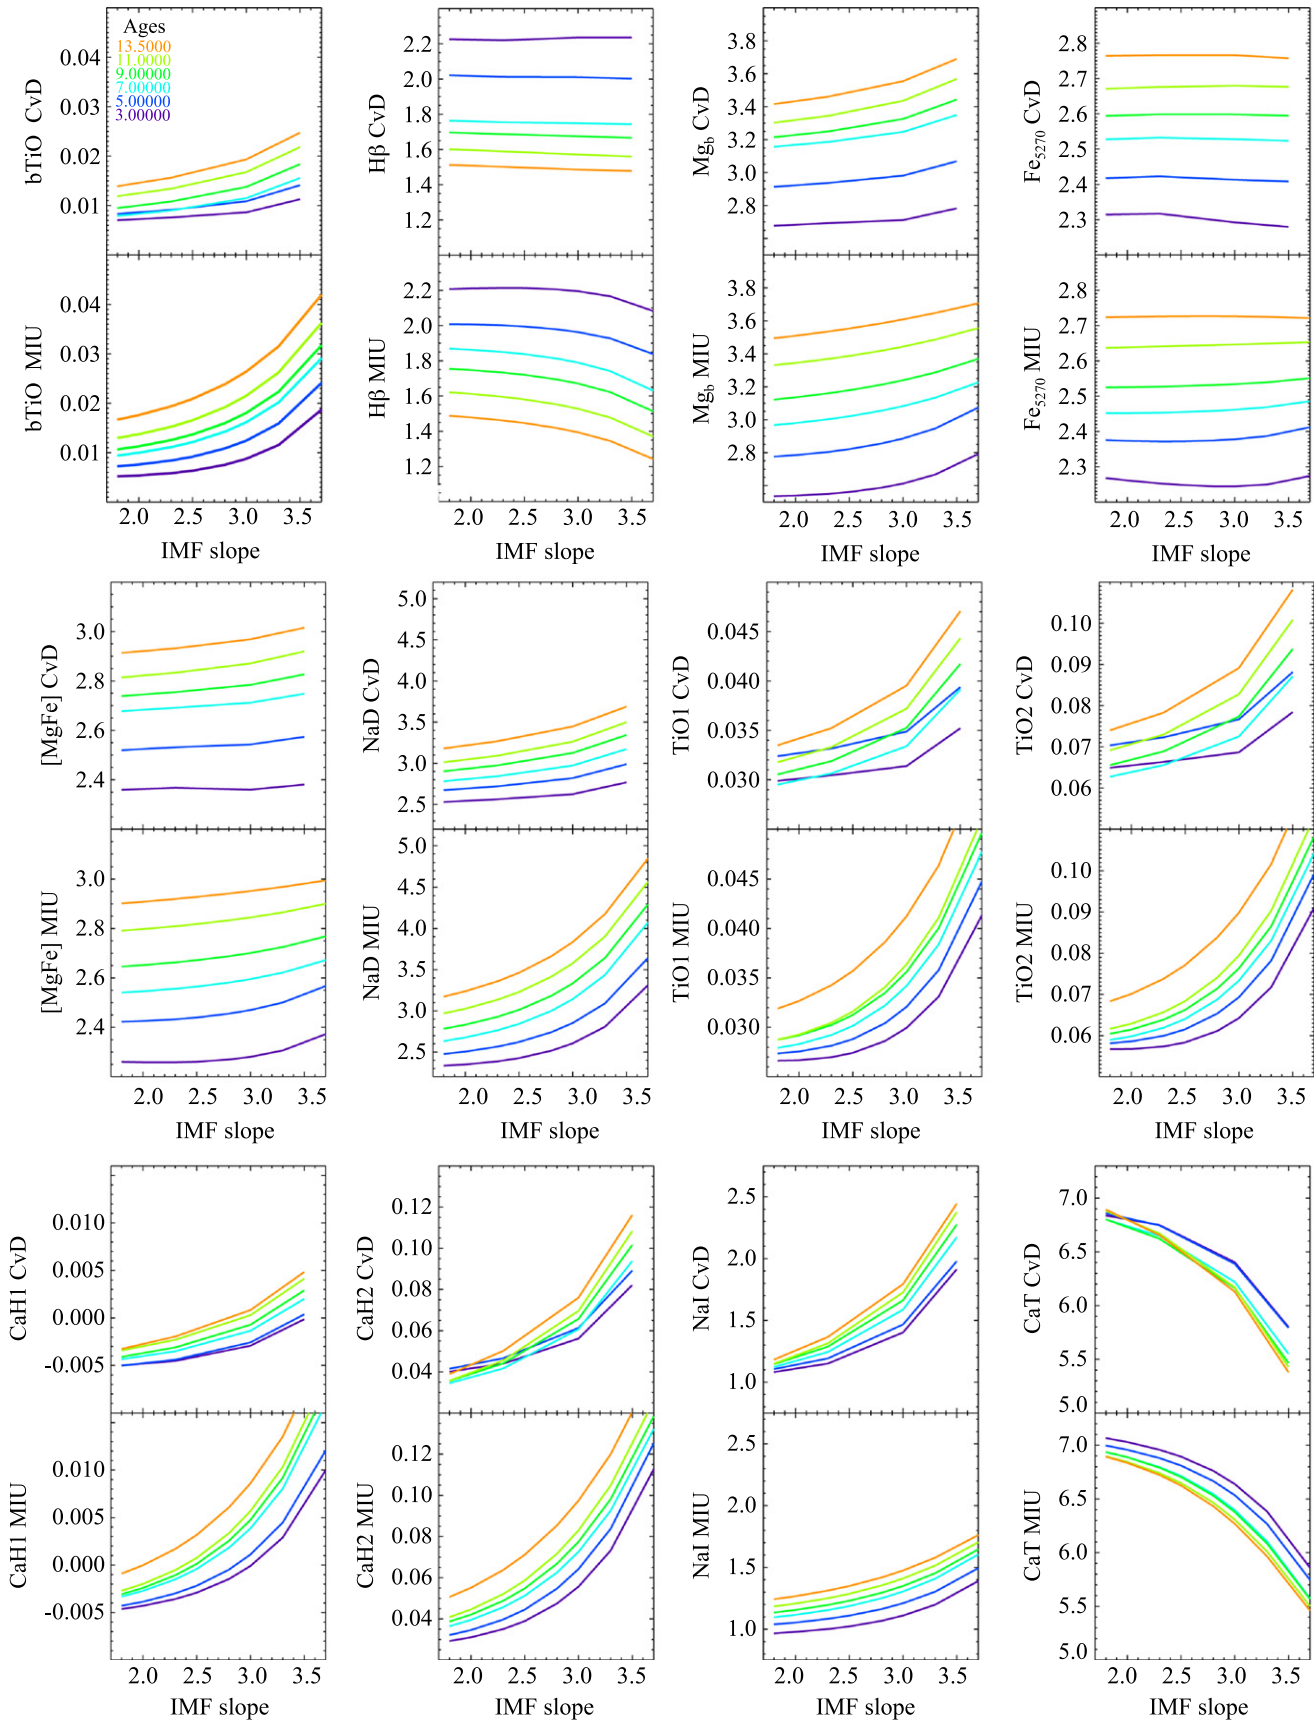 Ages
13.5000
11.0000
9.00000
7.00000
5.00000
3.00000
bTiO CvD
0.04
0.03
0.02
0.01
Hβ CvD
2.2
2.0
1.8
1.6
1.4
1.2
Mgb CvD
3.8
3.6
3.4
3.2
3.0
2.8
Fe5270 CvD
2.8
2.7
2.6
2.5
2.4
2.3
bTiO MIU
0.04
0.03
0.02
0.01
2.0 2.5 3.0 3.5
IMF slope
Hβ MIU
2.2
2.0
1.8
1.6
1.4
1.2
2.0 2.5 3.0 3.5
IMF slope
Mgb MIU
3.8
3.6
3.4
3.2
3.0
2.8
2.0 2.5 3.0 3.5
IMF slope
Fe5270 MIU
2.8
2.7
2.6
2.5
2.4
2.3
2.0 2.5 3.0 3.5
IMF slope
[MgFe] CvD
3.0
2.8
2.6
2.4
NaD CvD
5.0
4.5
4.0
3.5
3.0
2.5
TiO1 CvD
0.045
0.040
0.035
0.030
TiO2 CvD
0.10
0.09
0.08
0.07
0.06
[MgFe] MIU
3.0
2.8
2.6
2.4
2.0 2.5 3.0 3.5
IMF slope
NaD MIU
5.0
4.5
4.0
3.5
3.0
2.5
2.0 2.5 3.0 3.5
IMF slope
TiO1 MIU
0.045
0.040
0.035
0.030
2.0 2.5 3.0 3.5
IMF slope
TiO2 MIU
0.10
0.09
0.08
0.07
0.06
2.0 2.5 3.0 3.5
IMF slope
CaH1 CvD
0.010
0.005
0.000
-0.005
CaH2 CvD
0.12
0.10
0.08
0.06
0.04
NaI CvD
2.5
2.0
1.5
1.0
CaT CvD
7.0
6.5
6.0
5.5
5.0
CaH1 MIU
0.010
0.005
0.000
-0.005
2.0 2.5 3.0 3.5
IMF slope
CaH2 MIU
0.12
0.10
0.08
0.06
0.04
2.0 2.5 3.0 3.5
IMF slope
NaI MIU
2.5
2.0
1.5
1.0
2.0 2.5 3.0 3.5
IMF slope
CaT MIU
7.0
6.5
6.0
5.5
5.0
2.0 2.5 3.0 3.5
IMF slope